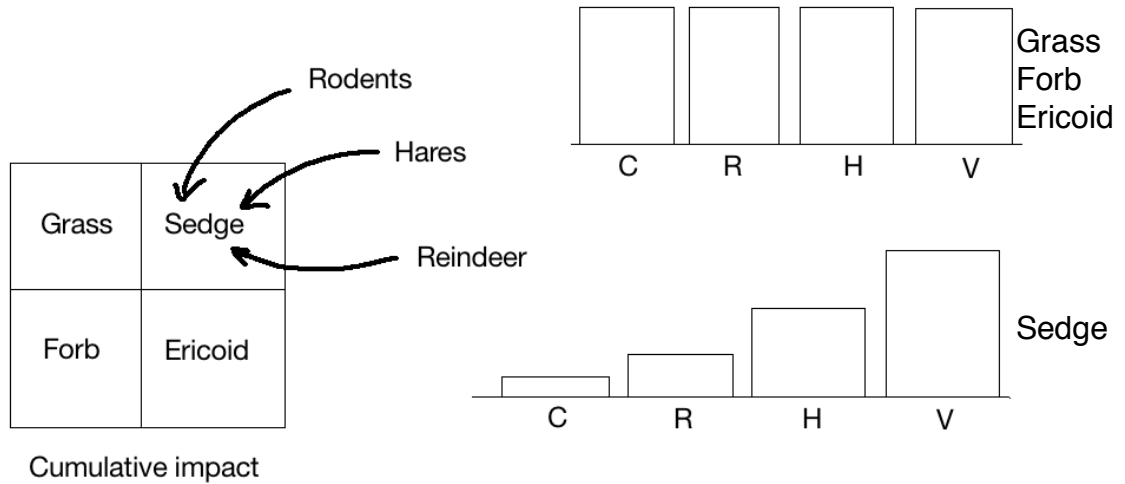 Rodents
Hares
Reindeer
Grass
Sedge
Forb
Ericoid
Cumulative impact
Grass
Forb
Ericoid
C R H V
Sedge
C R H V